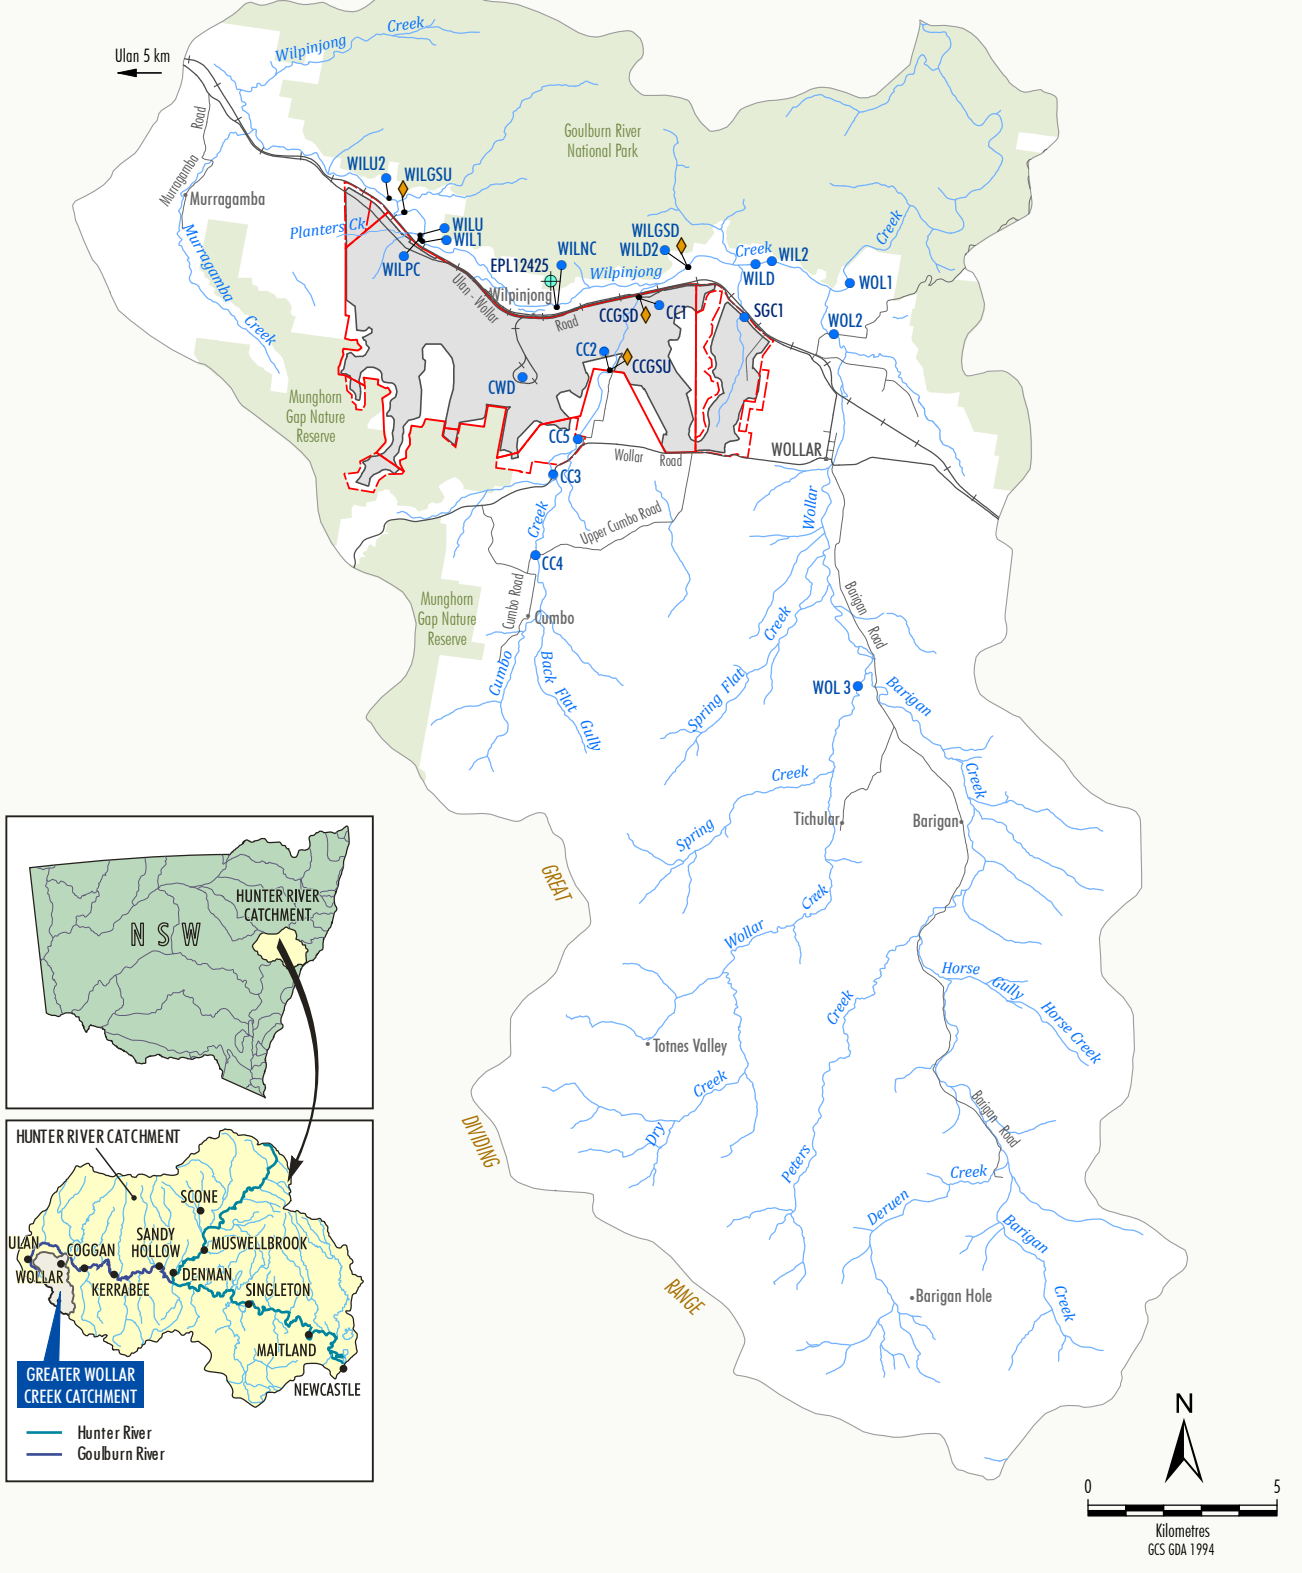 Ulan 5 km
Creek
Wilpinjong
Road
Murragamba
Murragamba
Murragamba
Creek
Goulburn River
National Park
WILU2
WILGSU
Planters Ck
WILU
WIL1
WILPC
WILNC
EPL12425
Wilpinjong
Wilpinjong
Creek
WILGSD
WILD2
WIL2
WILD
Creek
WOL1
WOL2
SGC1
Ulan - Wollar
Road
CCGSD
CC1
CC2
CCGSU
CWD
Munghorn
Gap Nature
Reserve
CC5
CC3
Wollar
Road
WOLLAR
Wollar
Creek
Upper Cumbo Road
CC4
Cumbo Road
Cumbo
Munghorn
Gap Nature
Reserve
Cumbo
Back
Flat
Gully
Barigan
Road
Creek
Spring Flat
WOL 3
Barigan
Creek
Creek
Spring
Tichular
Barigan
Creek
Wollar
GREAT
DIVIDING
RANGE
Horse
Gully
Horse Creek
Creek
Peters
Totnes Valley
Creek
Dry
Barigan Road
Creek
Deruen
Barigan
Creek
Barigan Hole
N S W
HUNTER RIVER
CATCHMENT
HUNTER RIVER CATCHMENT
SCONE
SANDY
HOLLOW
MUSWELLBROOK
ULAN
COGGAN
WOLLAR
KERRABEE
DENMAN
SINGLETON
MAITLAND
NEWCASTLE
GREATER WOLLAR
CREEK CATCHMENT
Hunter River
Goulburn River
N
0 5
Kilometres
GCS GDA 1994